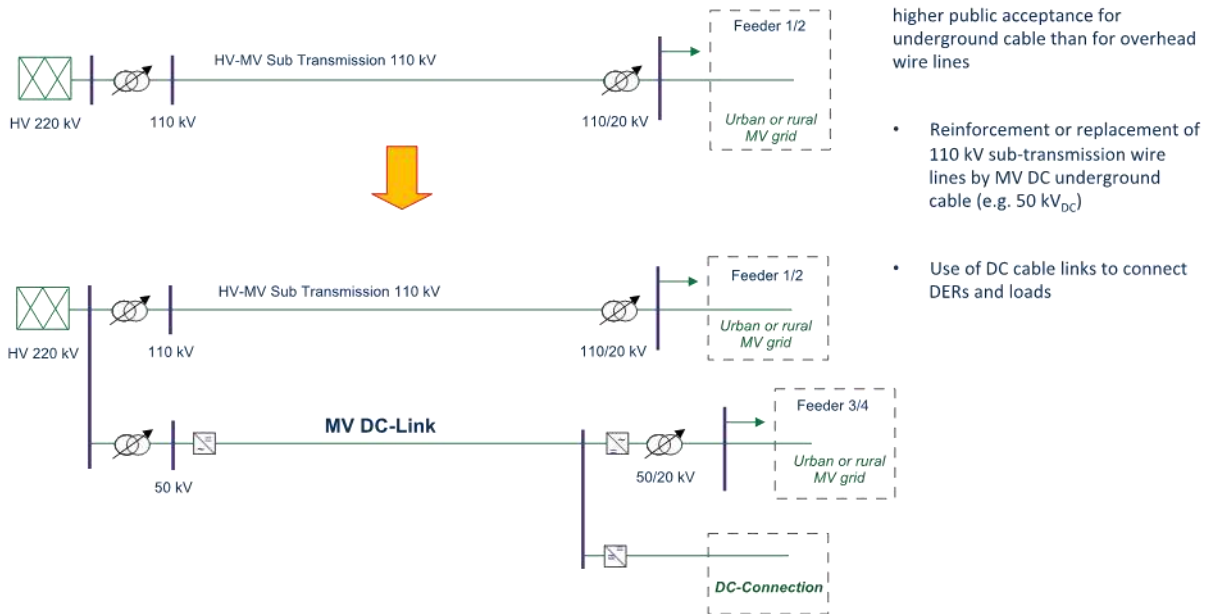 higher public acceptance for
underground cable than for overhead
wire lines
• Reinforcement or replacement of
110 kV sub-transmission wire
lines by MV DC underground
cable (e.g. 50 kVDC)
• Use of DC cable links to connect
DERs and loads
Feeder 1/2
HV-MV Sub Transmission 110 kV
HV 220 kV
110 kV
110/20 kV
Urban or rural
MV grid
Feeder 1/2
HV-MV Sub Transmission 110 kV
HV 220 kV
110 kV
110/20 kV
Urban or rural
MV grid
MV DC-Link
Feeder 3/4
50 kV
50/20 kV
Urban or rural
MV grid
DC-Connection